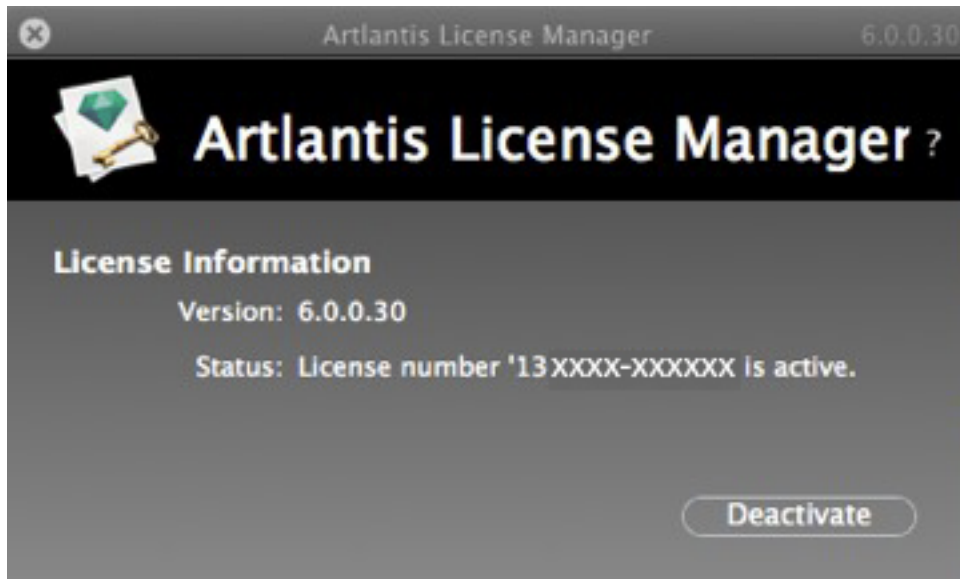 Artlantis License Manager 6.0.0.30
Artlantis License Manager ?
License Information
Version: 6.0.0.30
Status: License number '13XXXX-XXXXXX is active.
Deactivate